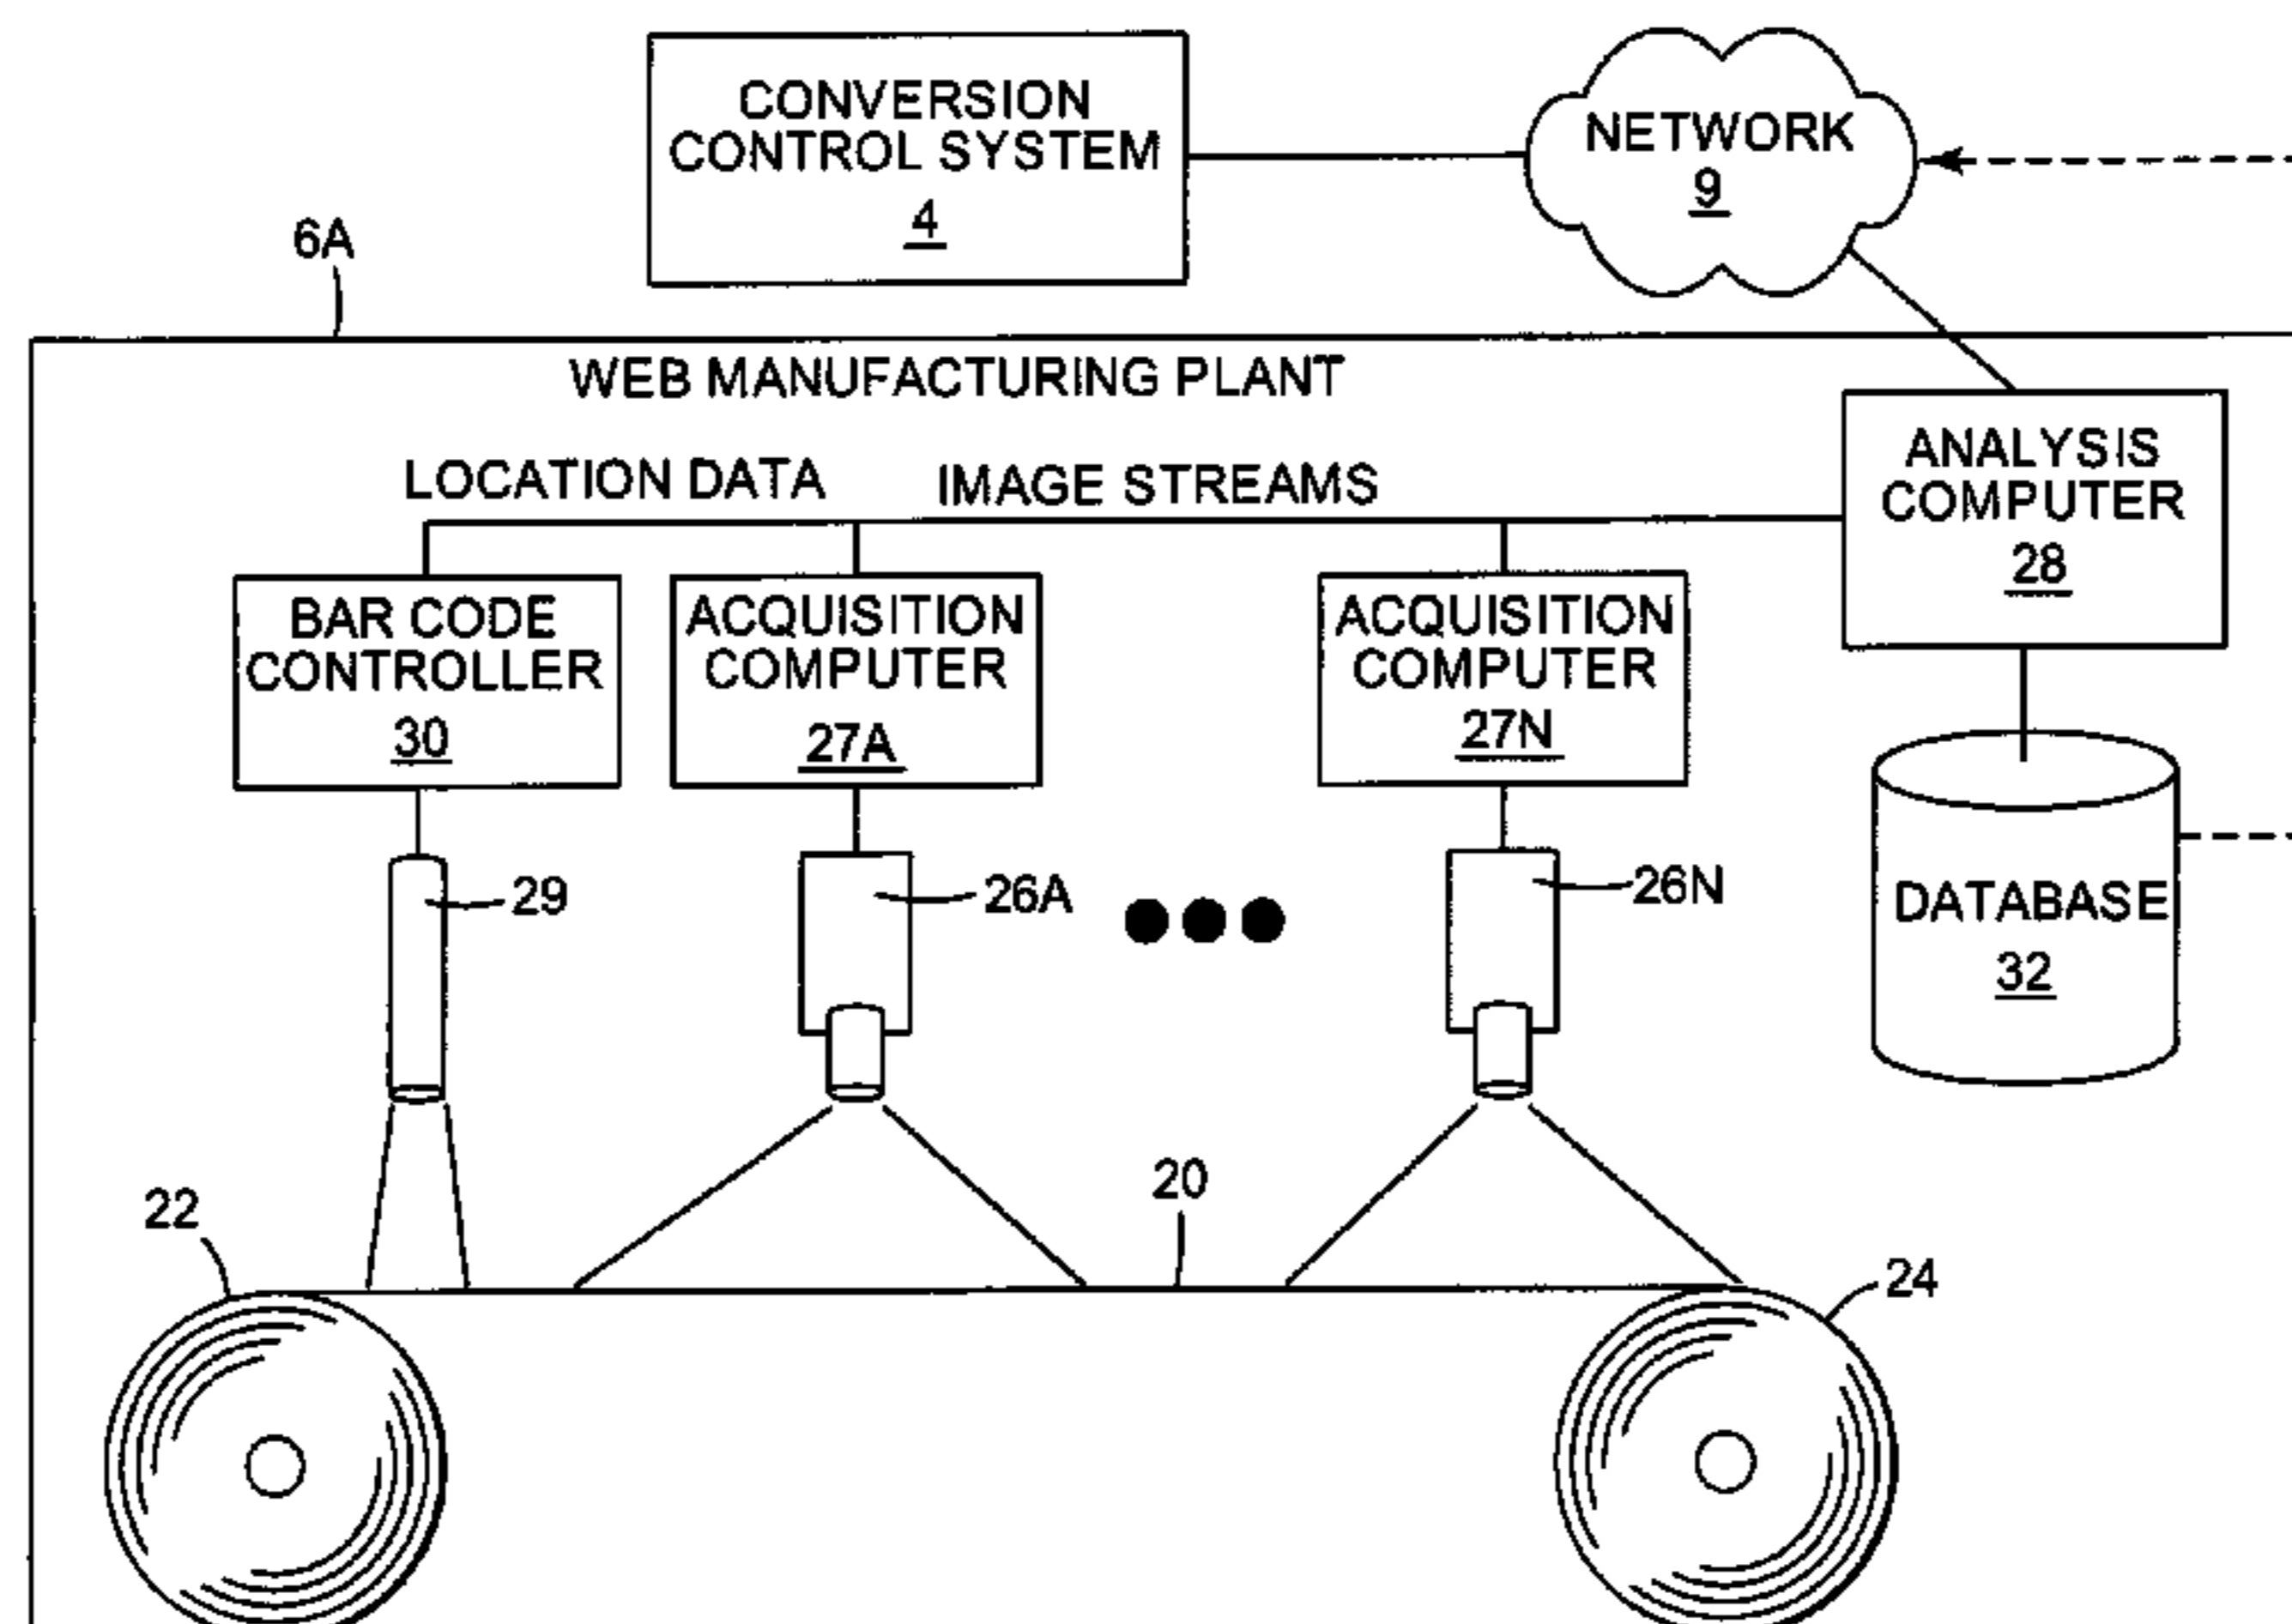 CONVERSION
CONTROL SYSTEM
4
NETWORK
9
6A
WEB MANUFACTURING PLANT
LOCATION DATA
IMAGE STREAMS
ANALYSIS
COMPUTER
28
BAR CODE
CONTROLLER
30
ACQUISITION
COMPUTER
27A
ACQUISITION
COMPUTER
27N
29
26A
26N
DATABASE
32
22
20
24